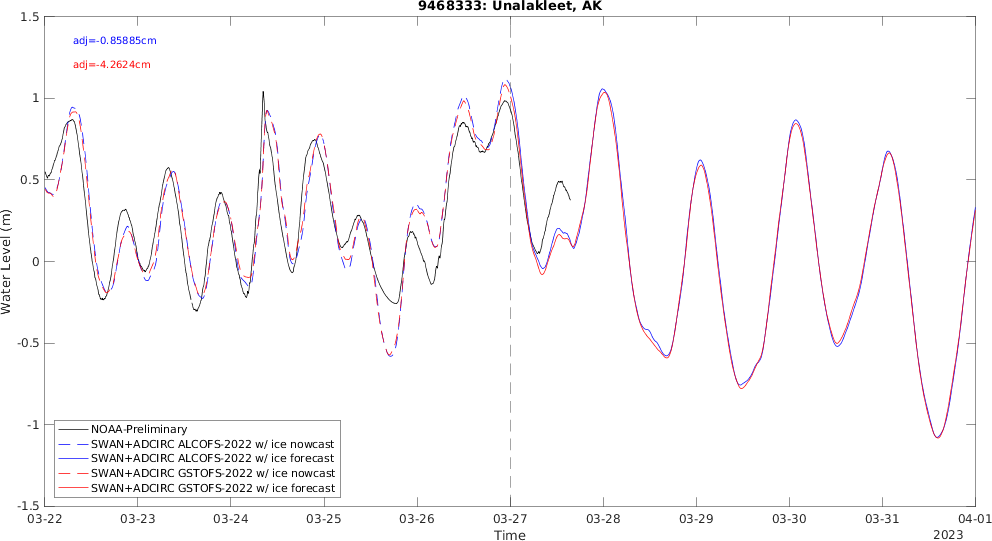 9468333: Unalakleet, AK
1.5
adj=-0.85885cm
adj=-4.2624cm
1
0.5
Water Level (m)
0
-0.5
-1
NOAA-Preliminary
SWAN+ADCIRC ALCOFS-2022 w/ ice nowcast
SWAN+ADCIRC ALCOFS-2022 w/ ice forecast
SWAN+ADCIRC GSTOFS-2022 w/ ice nowcast
SWAN+ADCIRC GSTOFS-2022 w/ ice forecast
-1.5
03-22 03-23 03-24 03-25 03-26 03-27 03-28 03-29 03-30 03-31 04-01
Time
2023